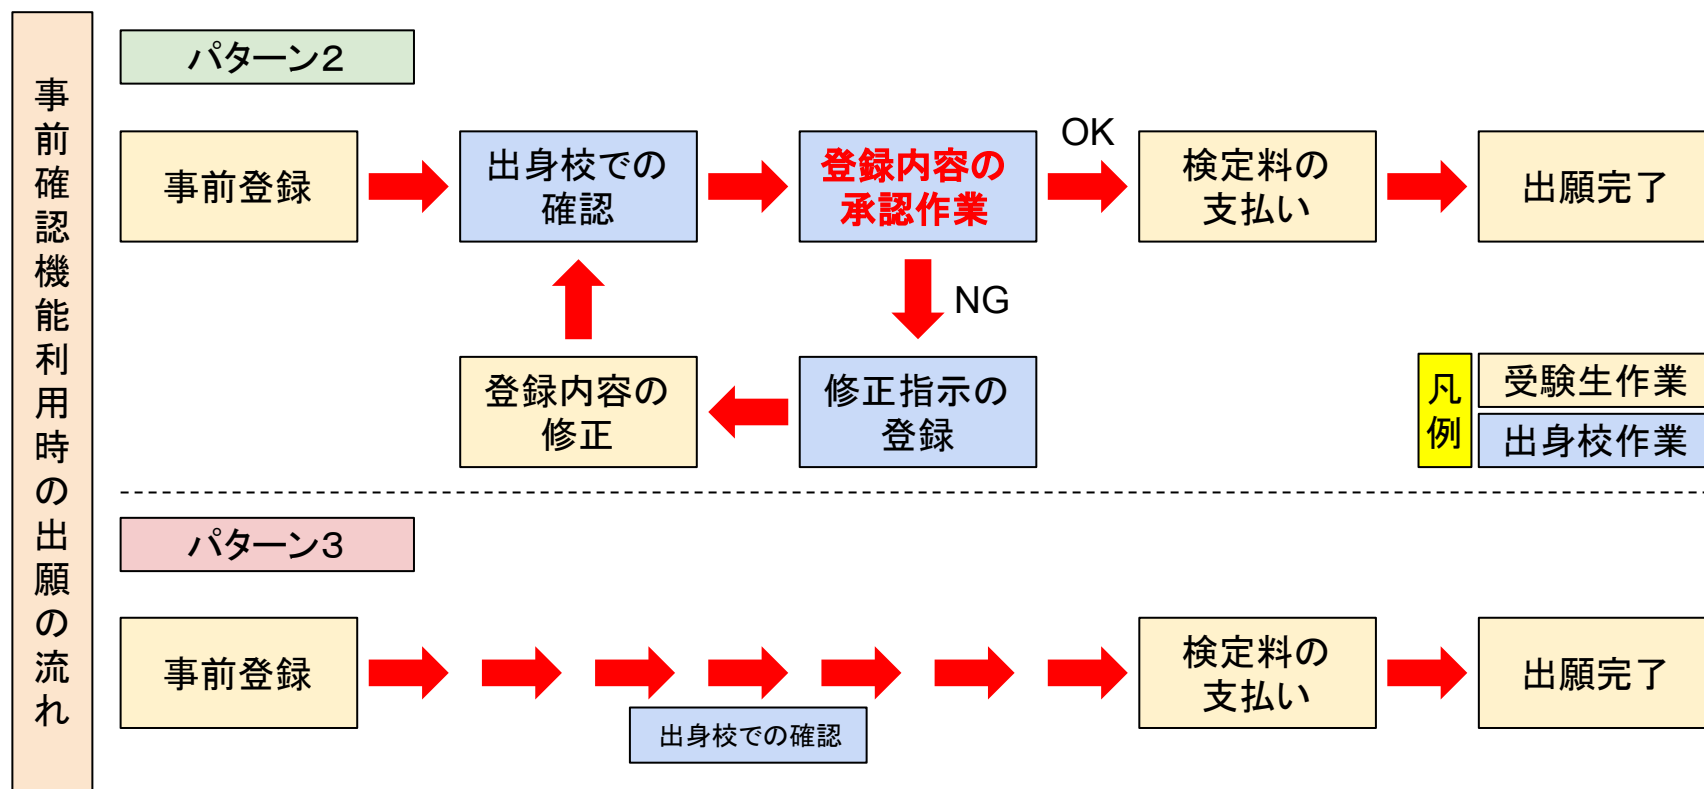 事前確認機能利用時の出願の流れ
パターン2
事前登録
出身校での
確認
登録内容の
承認作業
OK
検定料の
支払い
出願完了
NG
登録内容の
修正
修正指示の
登録
凡例
受験生作業
出身校作業
パターン3
事前登録
出身校での確認
検定料の
支払い
出願完了